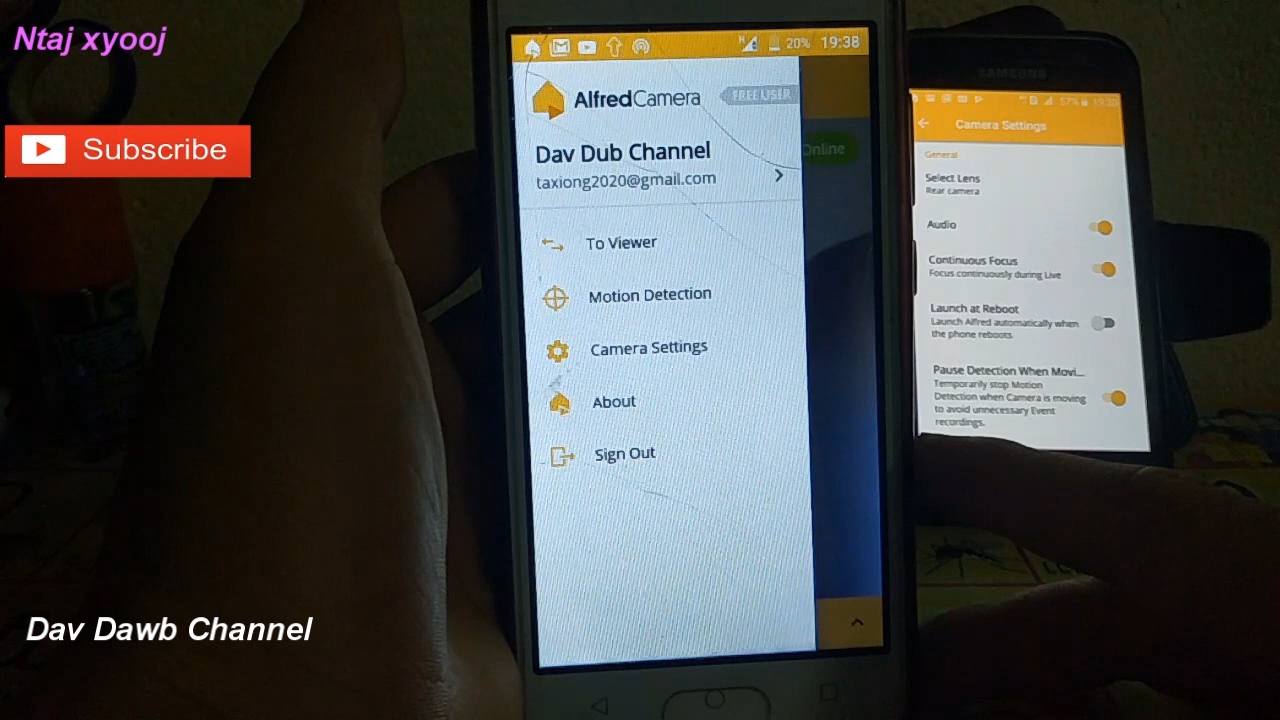 Ntaj xyooj
Subscribe
Dav Dawb Channel
20% 19:38
AlfredCamera
FREE USER
Dav Dub Channel
taxiong2020@gmail.com
To Viewer
Motion Detection
Camera Settings
About
Sign Out
Online
SAMSUNG
57% 19:38
Camera Settings
General
Select Lens
Rear camera
Audio
Continuous Focus
Focus continuously during Live
Launch at Reboot
Launch Alfred automatically when
the phone reboots
Pause Detection When Movi...
Temporarily stop Motion
Detection when Camera is moving
to avoid unnecessary Event
recordings.